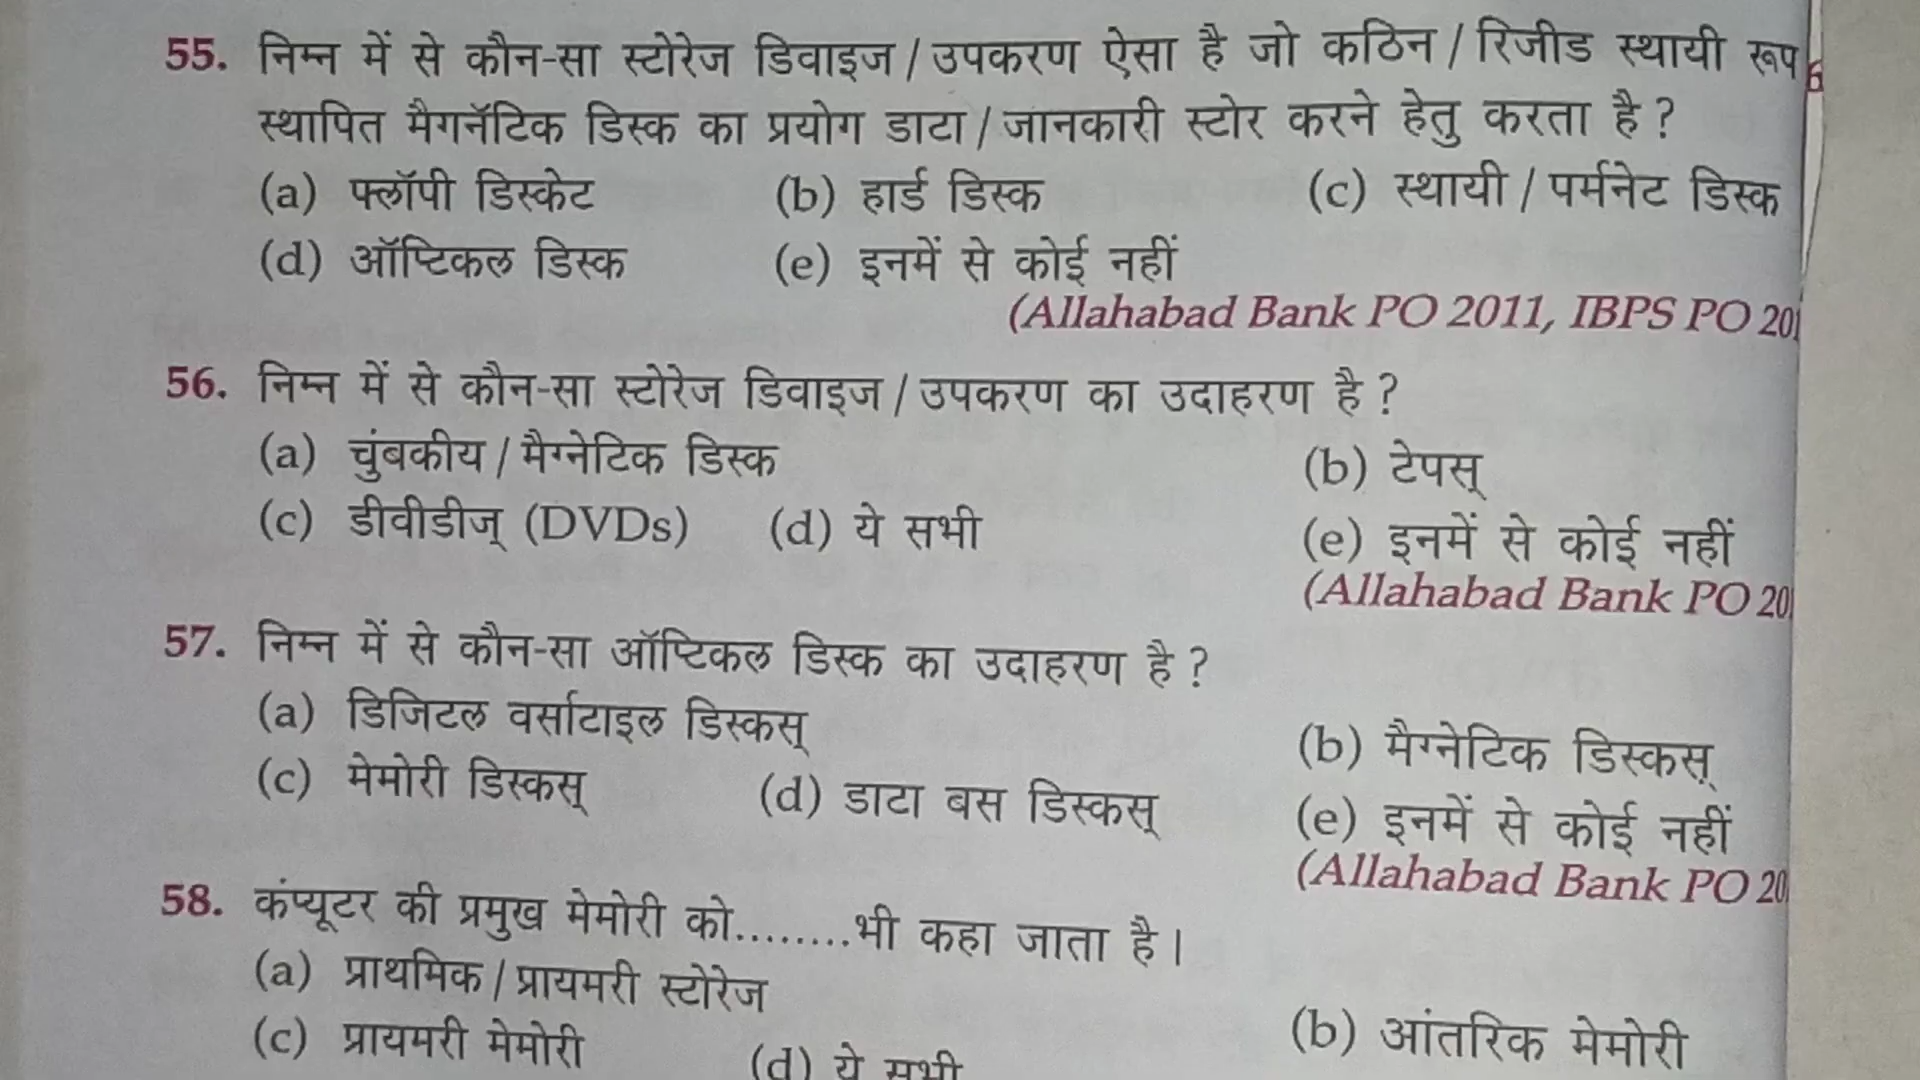 55. निम्न में से कौन-सा स्टोरेज डिवाइज / उपकरण ऐसा है जो कठिन / रिजीड स्थायी रूप
स्थापित मैगनॅटिक डिस्क का प्रयोग डाटा / जानकारी स्टोर करने हेतु करता है ?
(a) फ्लॉपी डिस्केट (b) हार्ड डिस्क (c) स्थायी / पर्मनेट डिस्क
(d) ऑप्टिकल डिस्क (e) इनमें से कोई नहीं
(Allahabad Bank PO 2011, IBPS PO 20
56. निम्न में से कौन-सा स्टोरेज डिवाइज / उपकरण का उदाहरण है ?
(a) चुंबकीय / मैग्नेटिक डिस्क (b) टेपस्
(c) डीवीडीज् (DVDs) (d) ये सभी (e) इनमें से कोई नहीं
(Allahabad Bank PO 20
57. निम्न में से कौन-सा ऑप्टिकल डिस्क का उदाहरण है ?
(a) डिजिटल वर्साटाइल डिस्कस् (b) मैग्नेटिक डिस्कस्
(c) मेमोरी डिस्कस् (d) डाटा बस डिस्कस् (e) इनमें से कोई नहीं
(Allahabad Bank PO 20
58. कंप्यूटर की प्रमुख मेमोरी को........भी कहा जाता है ।
(a) प्राथमिक / प्रायमरी स्टोरेज (b) आंतरिक मेमोरी
(c) प्रायमरी मेमोरी (d) ये सभी